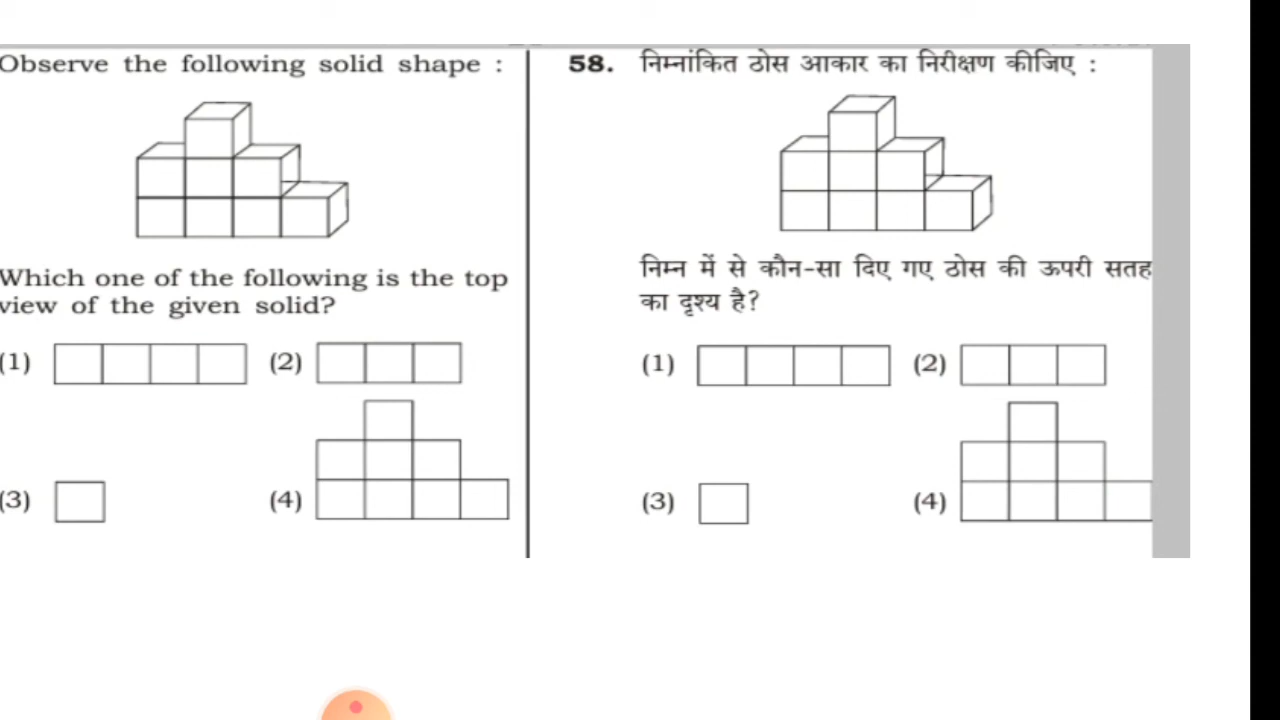 Observe the following solid shape :
Which one of the following is the top
view of the given solid?
(1) (2)
(3) (4)
58. निम्नांकित ठोस आकार का निरीक्षण कीजिए :
निम्न में से कौन-सा दिए गए ठोस की ऊपरी सतह
का दृश्य है?
(1) (2)
(3) (4)